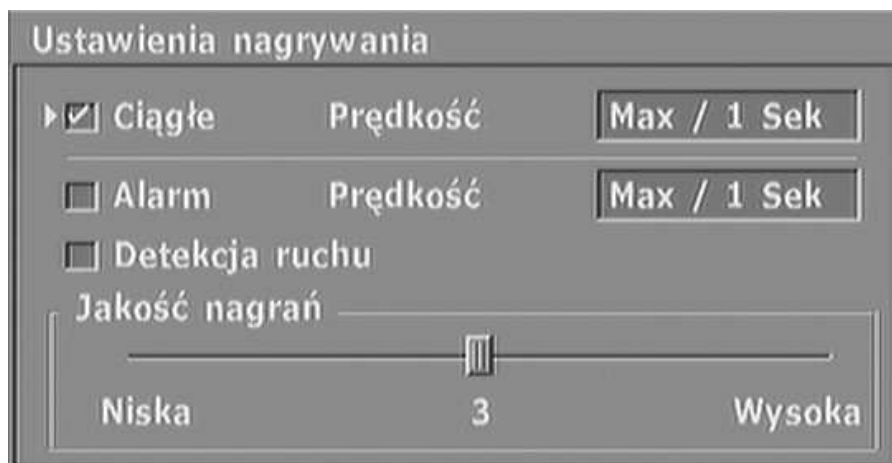 Ustawienia nagrywania
Ciągłe Prędkość Max / 1 Sek
Alarm Prędkość Max / 1 Sek
Detekcja ruchu
Jakość nagrań
Niska 3 Wysoka